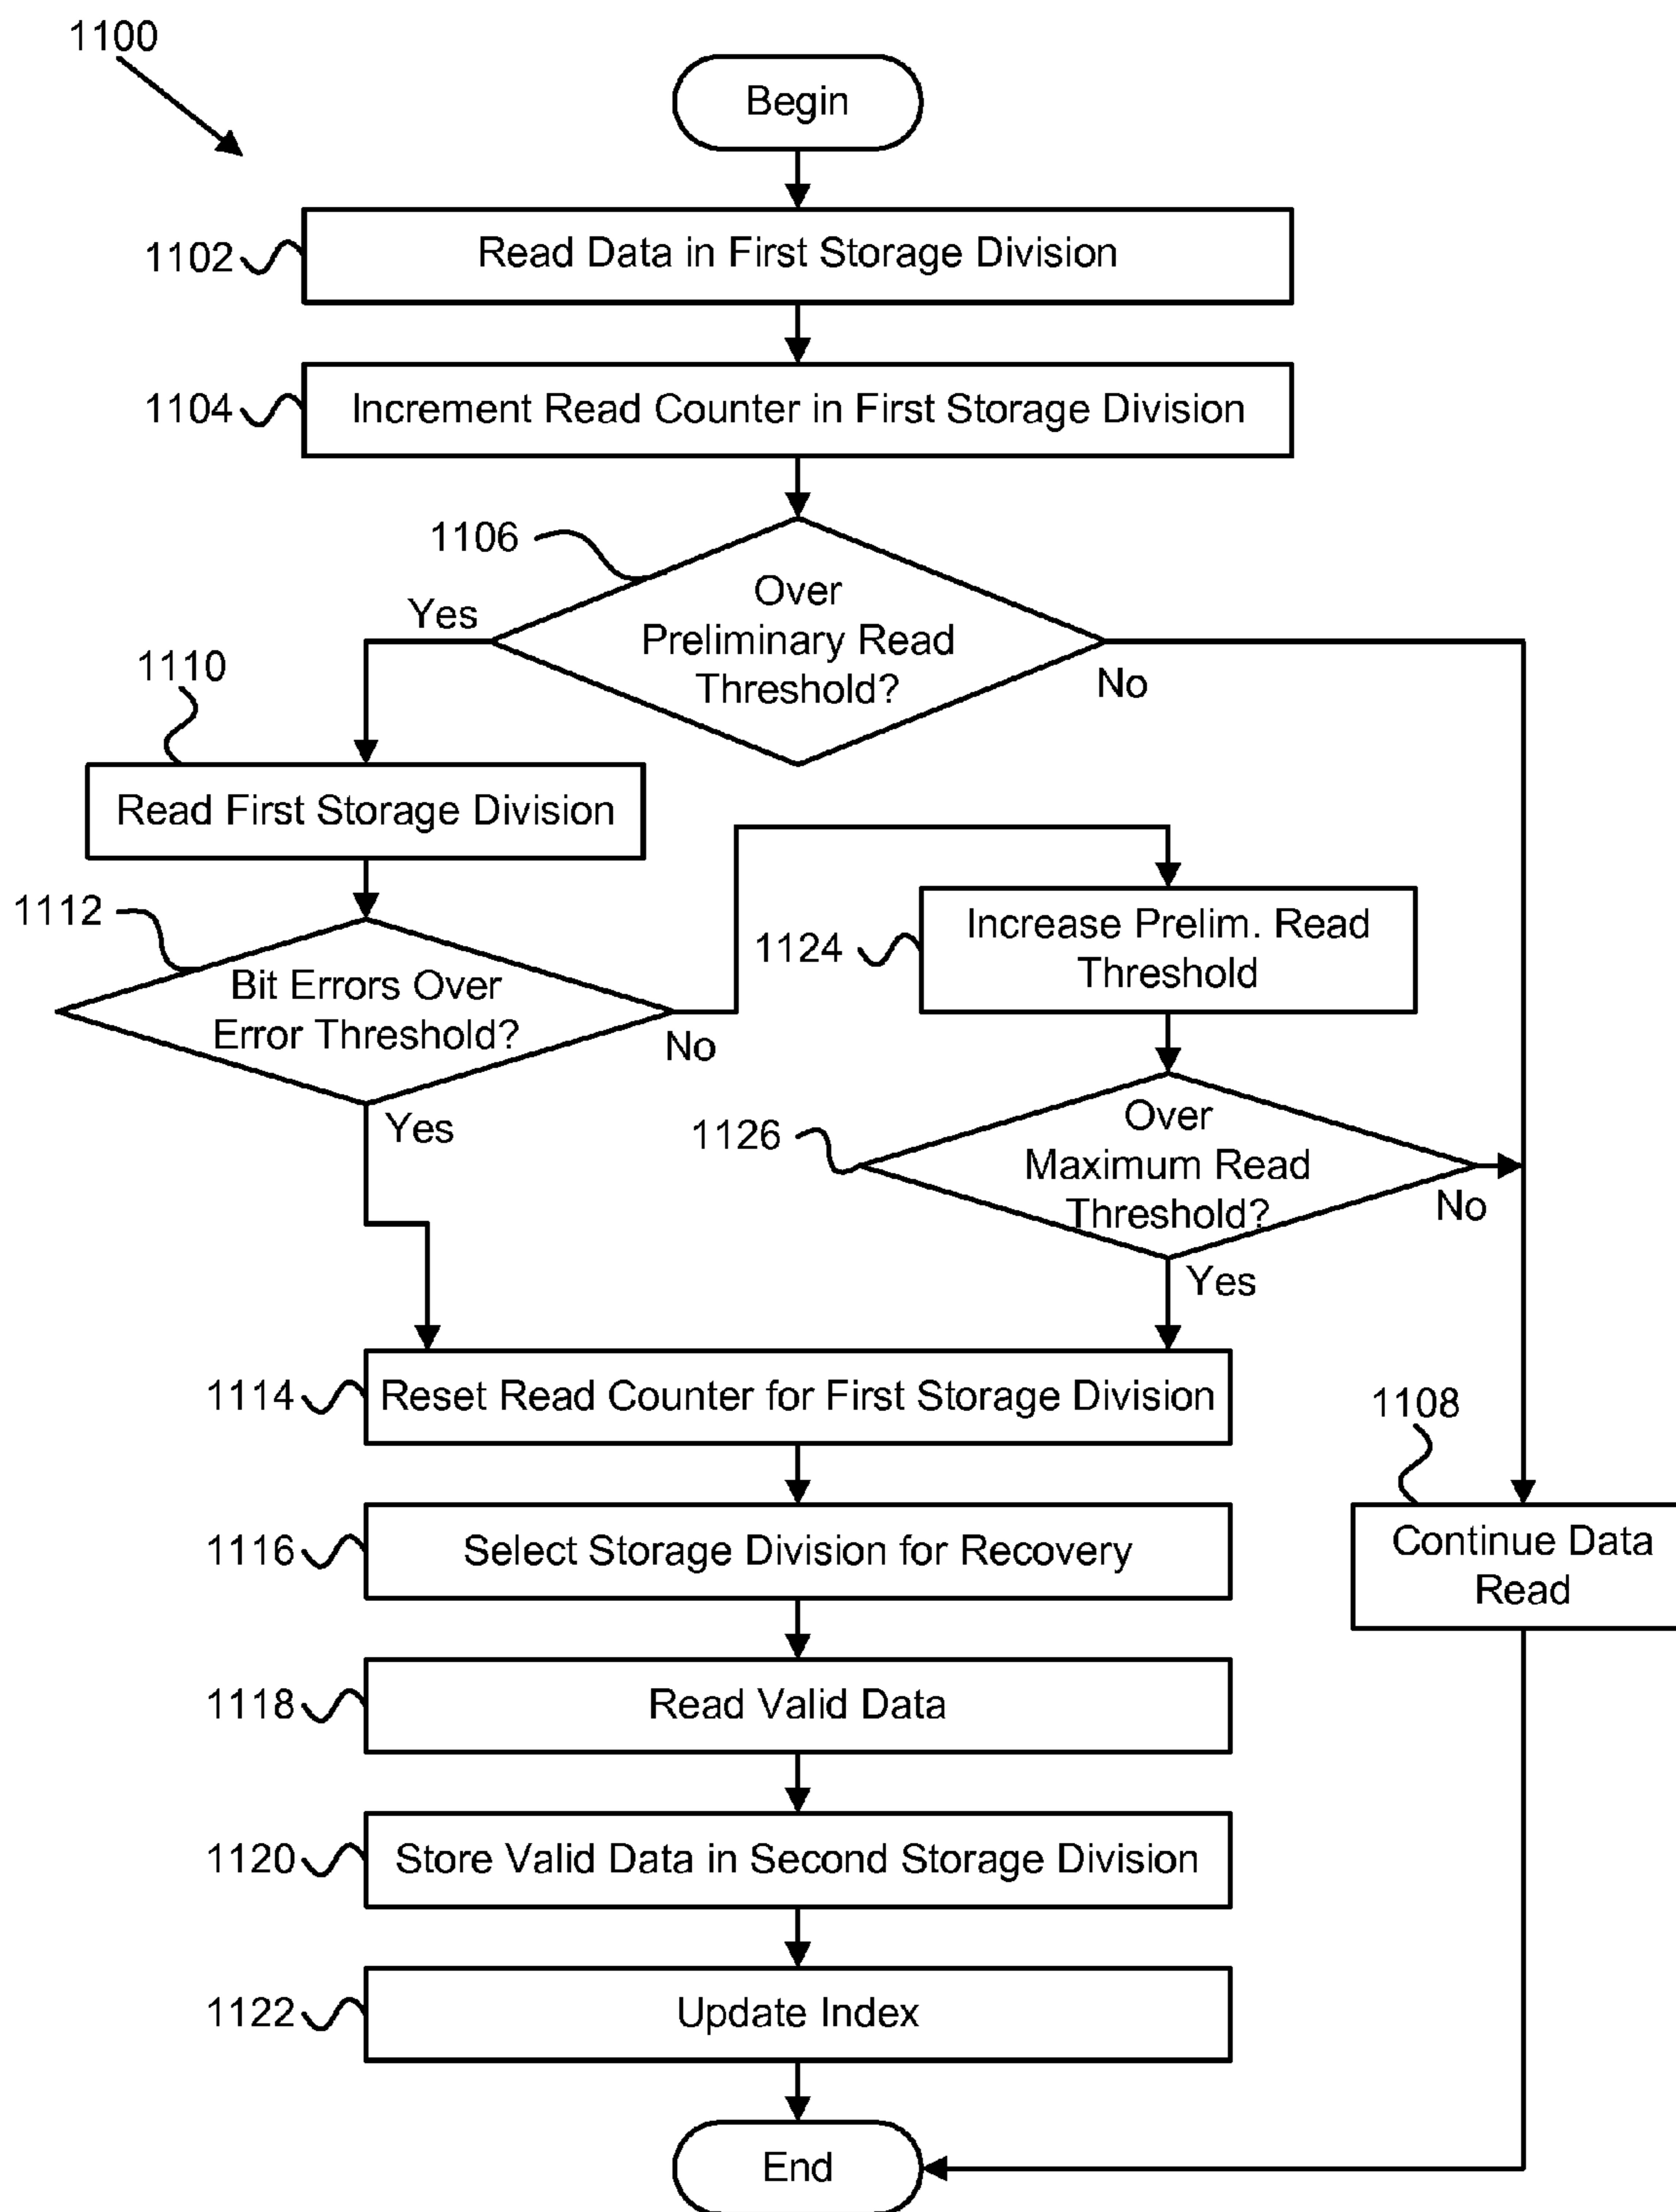 1100
Begin
1102
Read Data in First Storage Division
1104
Increment Read Counter in First Storage Division
1106
Over
Preliminary Read
Threshold?
Yes
No
1110
Read First Storage Division
1112
Bit Errors Over
Error Threshold?
No
Yes
1124
Increase Prelim. Read
Threshold
1126
Over
Maximum Read
Threshold?
No
Yes
1114
Reset Read Counter for First Storage Division
1108
Continue Data
Read
1116
Select Storage Division for Recovery
1118
Read Valid Data
1120
Store Valid Data in Second Storage Division
1122
Update Index
End